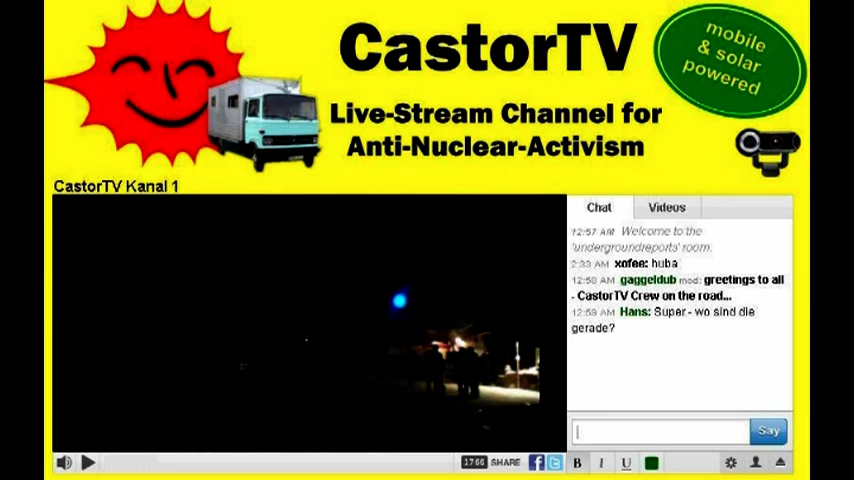 CastorTV
mobile
& solar
powered
Live-Stream Channel for
Anti-Nuclear-Activism
CastorTV Kanal 1
Chat Videos
12:57 AM Welcome to the
'undergroundreports' room.
2:33 AM xofee: huba
12:58 AM gaggeldub mod: greetings to all
- CastorTV Crew on the road...
12:59 AM Hans: Super - wo sind die
gerade?
Say
1766 SHARE f t B I U